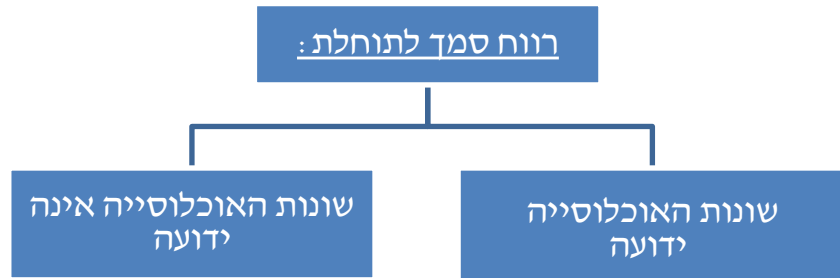 רווח סמך לתוחלת :
שונות האוכלוסייה
ידועה
שונות האוכלוסייה אינה
ידועה